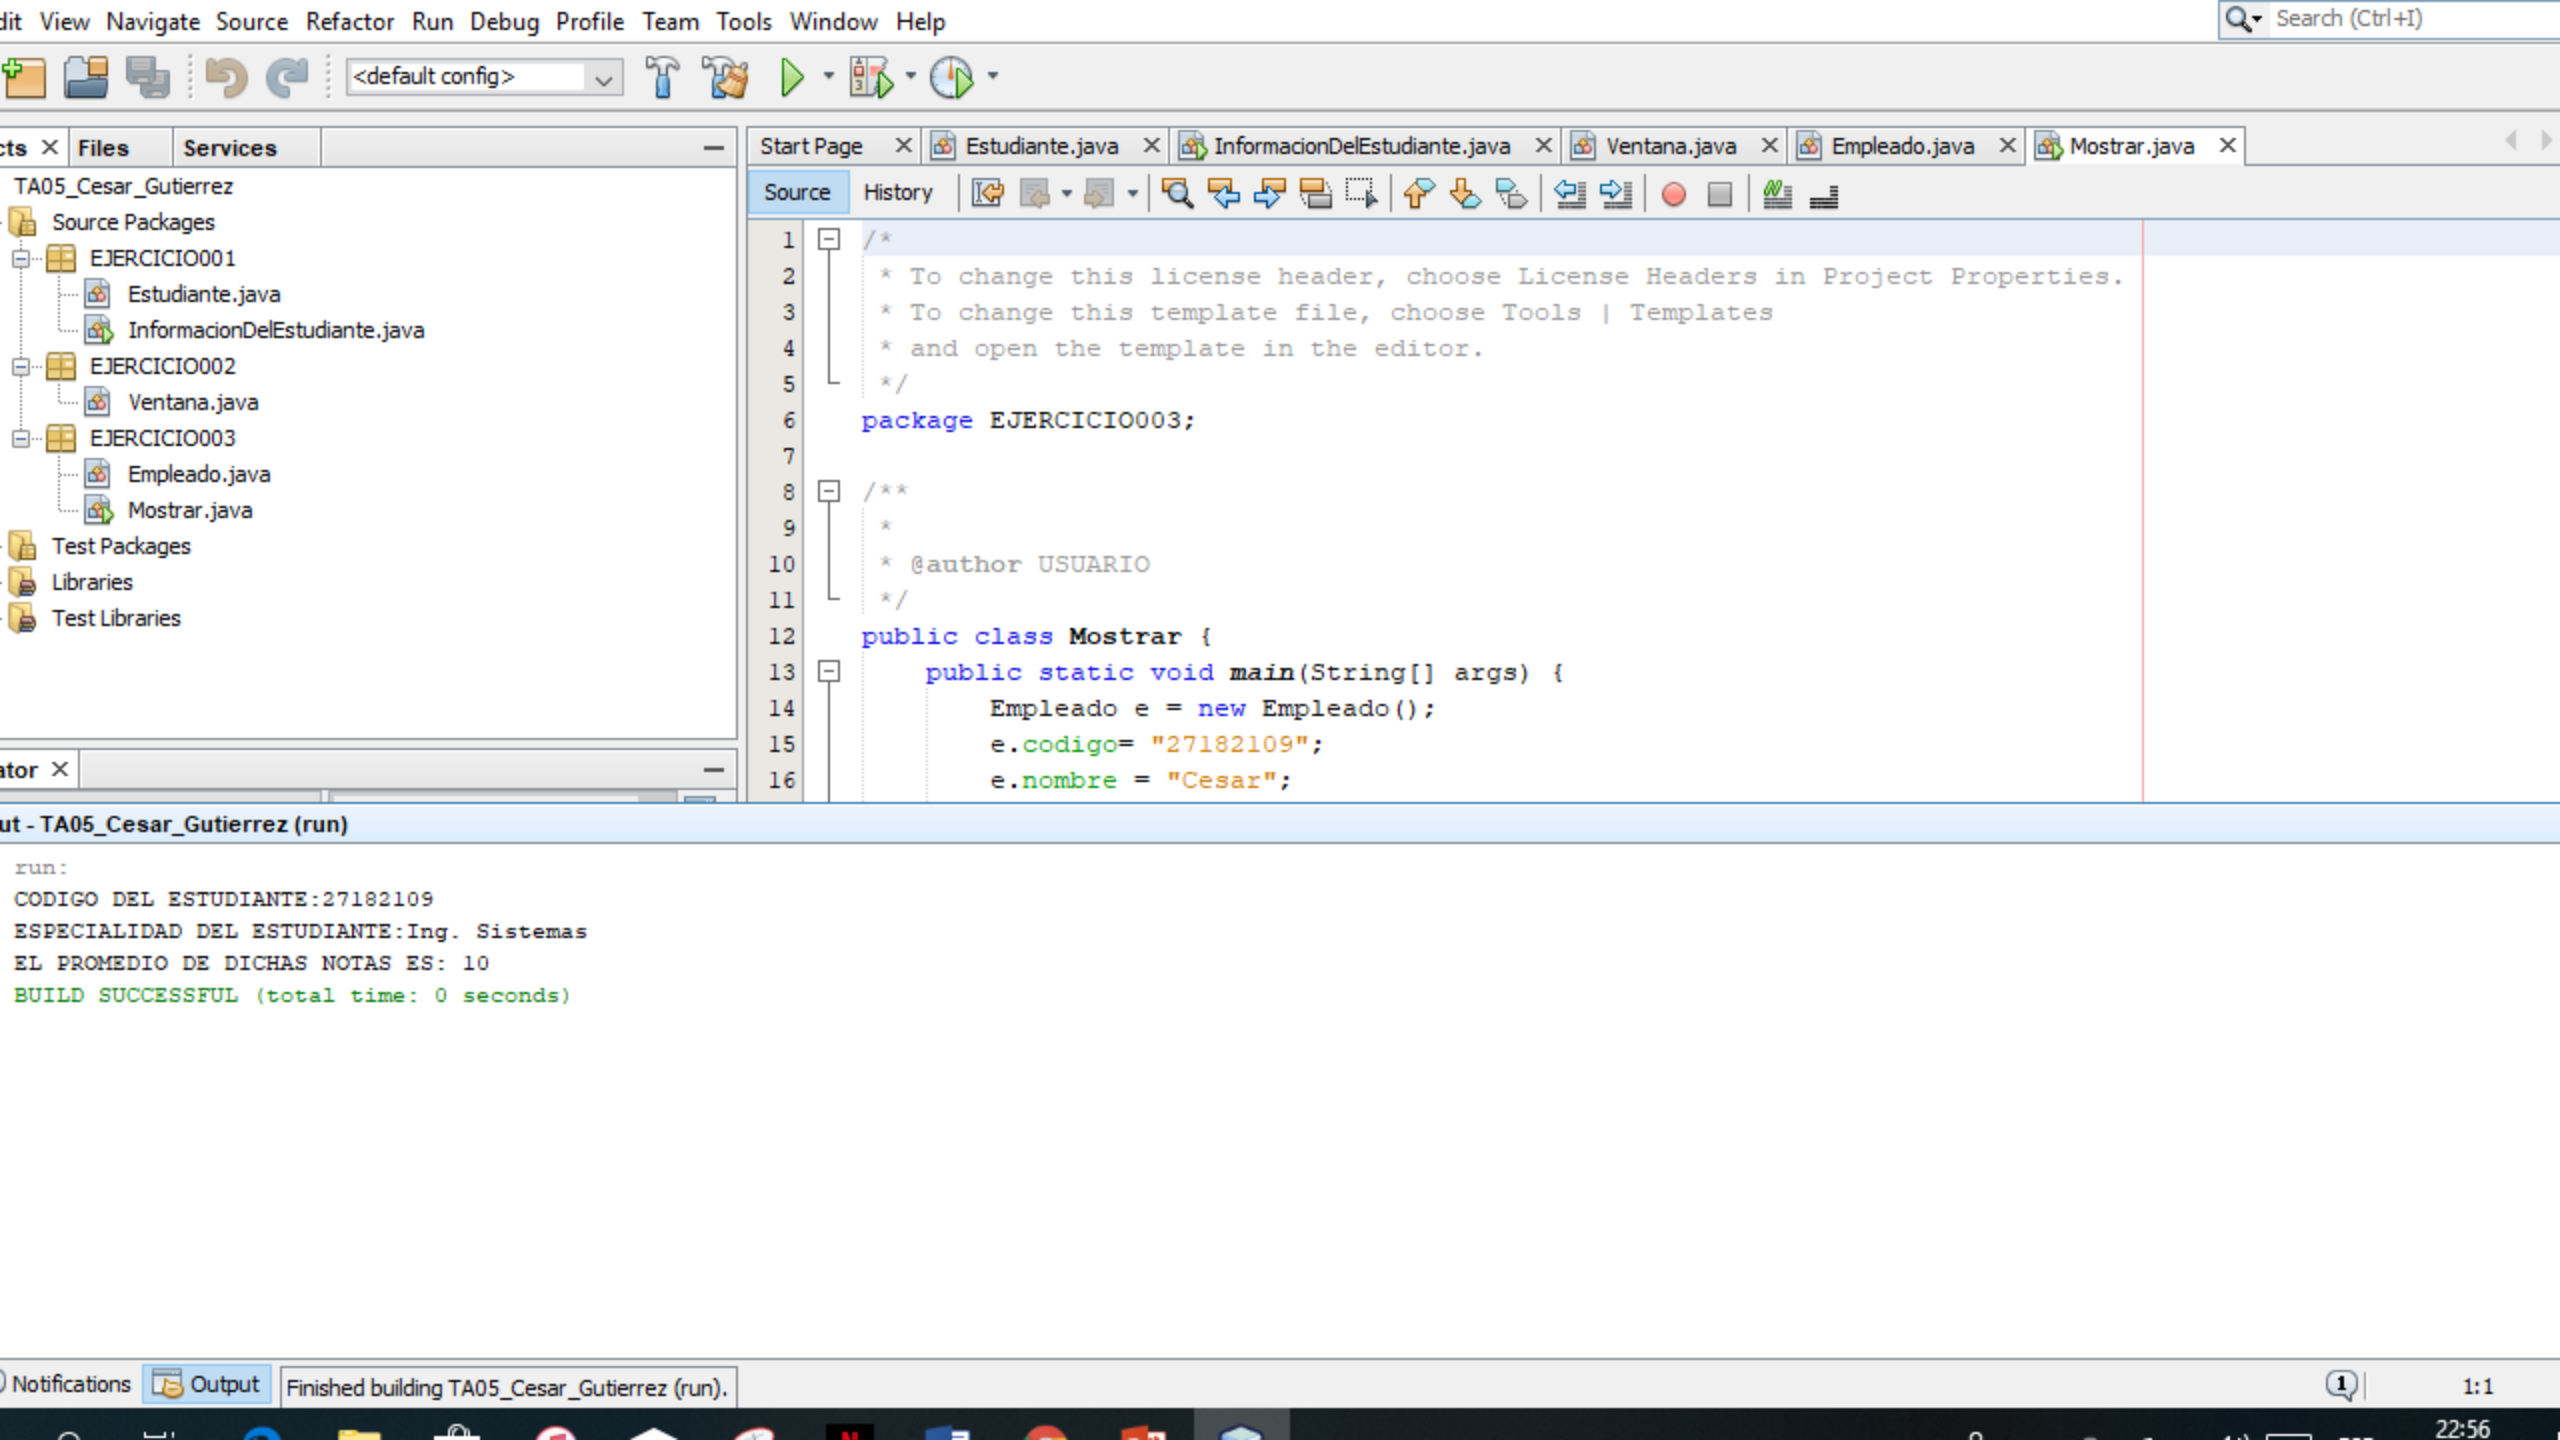 View Navigate Source Refactor Run Debug Profile Team Tools Window Help
Search (Ctrl+I)
<default config>
Files Services
Start Page Estudiante.java InformacionDelEstudiante.java Ventana.java Empleado.java Mostrar.java
Source History
TA05_Cesar_Gutierrez
Source Packages
EJERCICIO001
Estudiante.java
InformacionDelEstudiante.java
EJERCICIO002
Ventana.java
EJERCICIO003
Empleado.java
Mostrar.java
Test Packages
Libraries
Test Libraries
1 /*
2 * To change this license header, choose License Headers in Project Properties.
3 * To change this template file, choose Tools | Templates
4 * and open the template in the editor.
5 */
6 package EJERCICIO003;
7
8 /**
9 *
10 * @author USUARIO
11 */
12 public class Mostrar {
13 public static void main(String[] args) {
14 Empleado e = new Empleado();
15 e.codigo= "27182109";
16 e.nombre = "Cesar";
- TA05_Cesar_Gutierrez (run)
run:
CODIGO DEL ESTUDIANTE:27182109
ESPECIALIDAD DEL ESTUDIANTE:Ing. Sistemas
EL PROMEDIO DE DICHAS NOTAS ES: 10
BUILD SUCCESSFUL (total time: 0 seconds)
Notifications Output Finished building TA05_Cesar_Gutierrez (run).
1 1:1
22:56